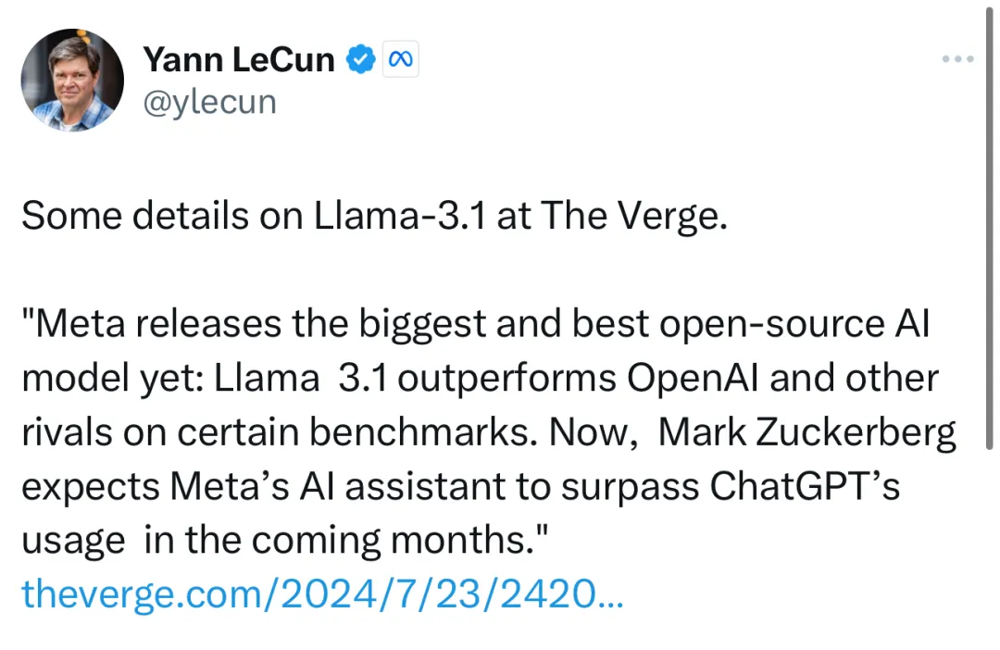 Yann LeCun
@ylecun
Some details on Llama-3.1 at The Verge.
"Meta releases the biggest and best open-source AI
model yet: Llama  3.1 outperforms OpenAI and other
rivals on certain benchmarks. Now,  Mark Zuckerberg
expects Meta’s AI assistant to surpass ChatGPT’s
usage  in the coming months."
theverge.com/2024/7/23/2420…